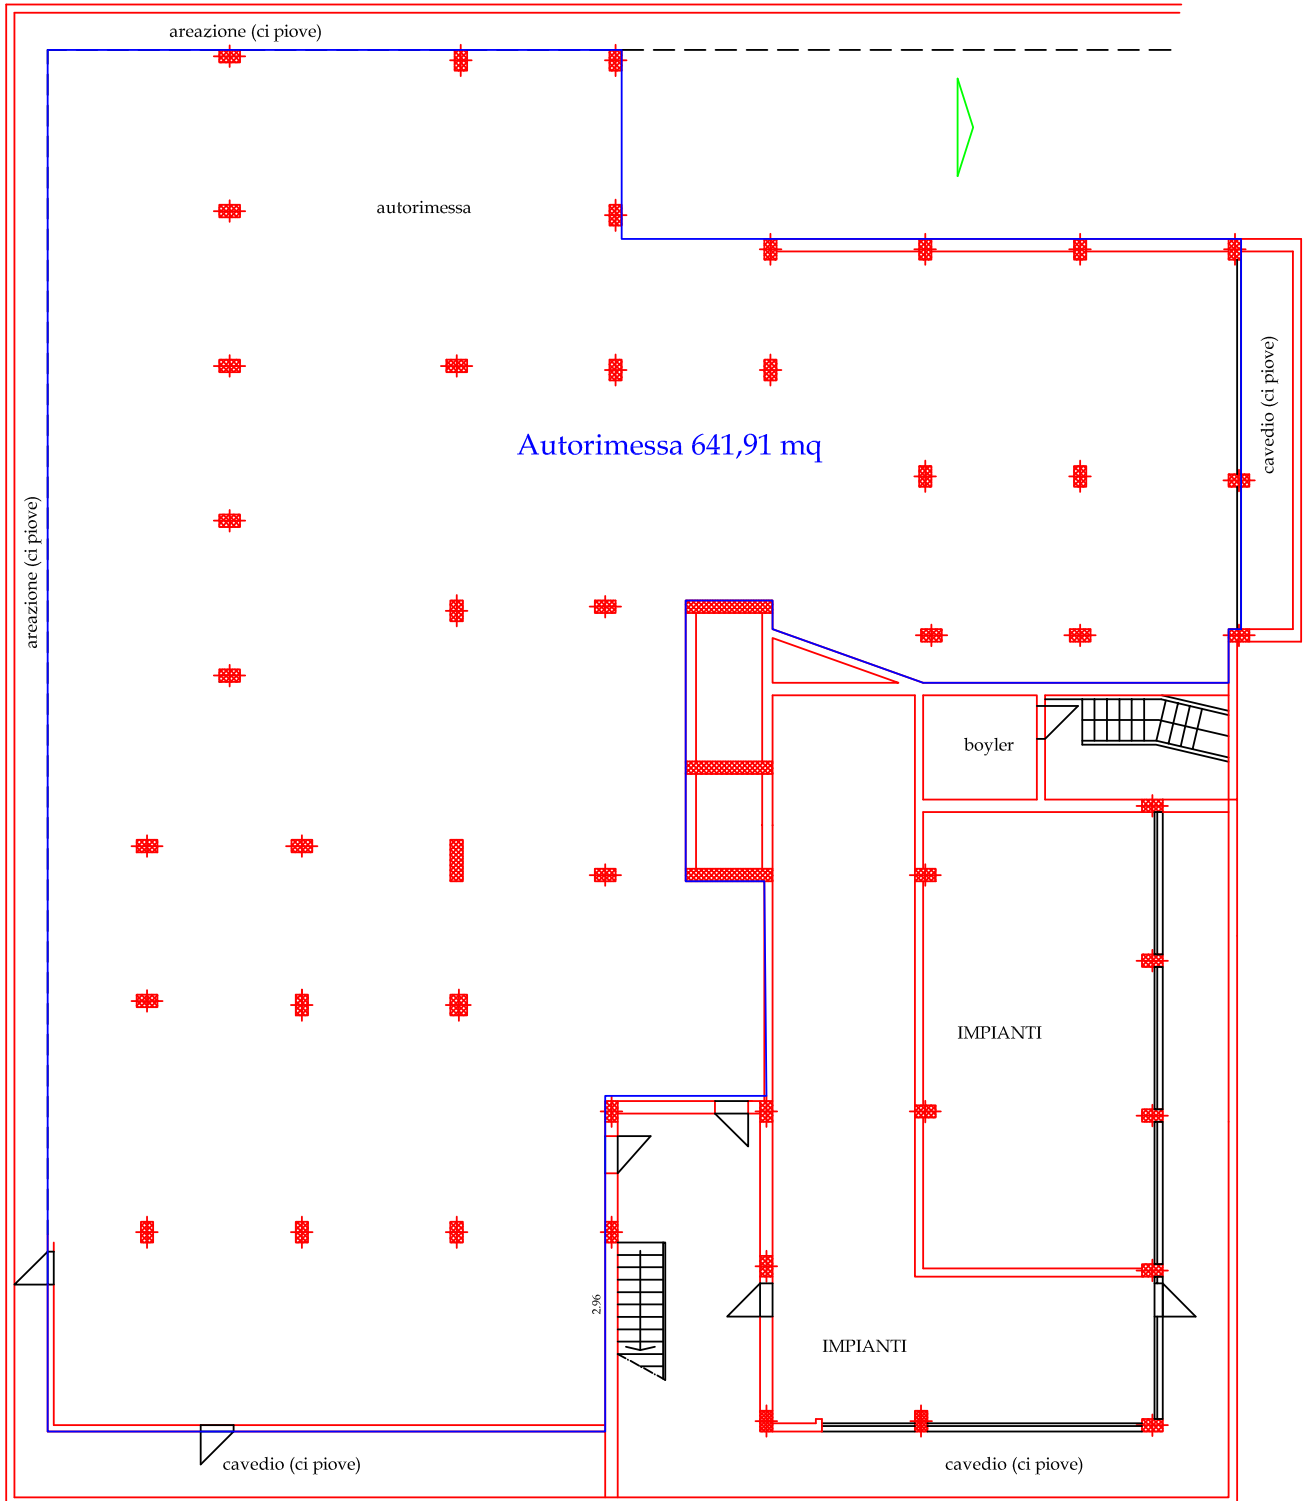 areazione (ci piove)
autorimessa
cavedio (ci piove)
Autorimessa 641,91 mq
areazione (ci piove)
boyler
IMPIANTI
2.96
IMPIANTI
cavedio (ci piove)
cavedio (ci piove)